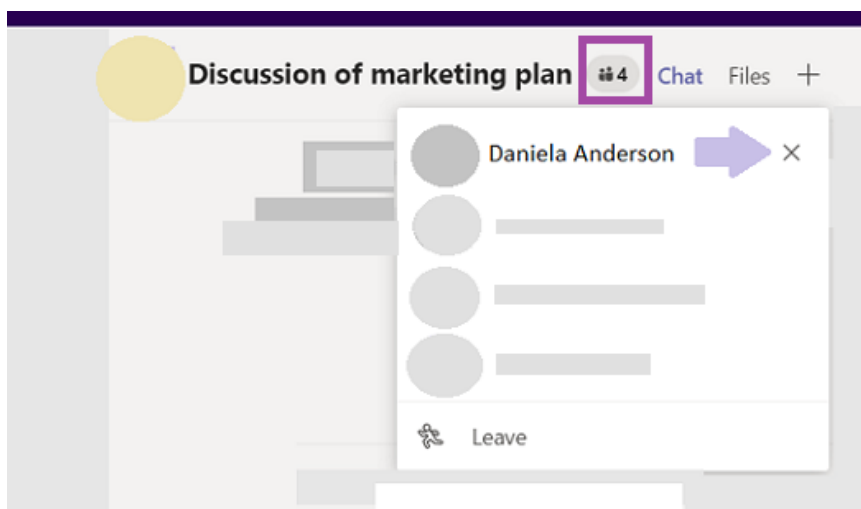 Discussion of marketing plan 4 Chat Files +
Daniela Anderson
Leave